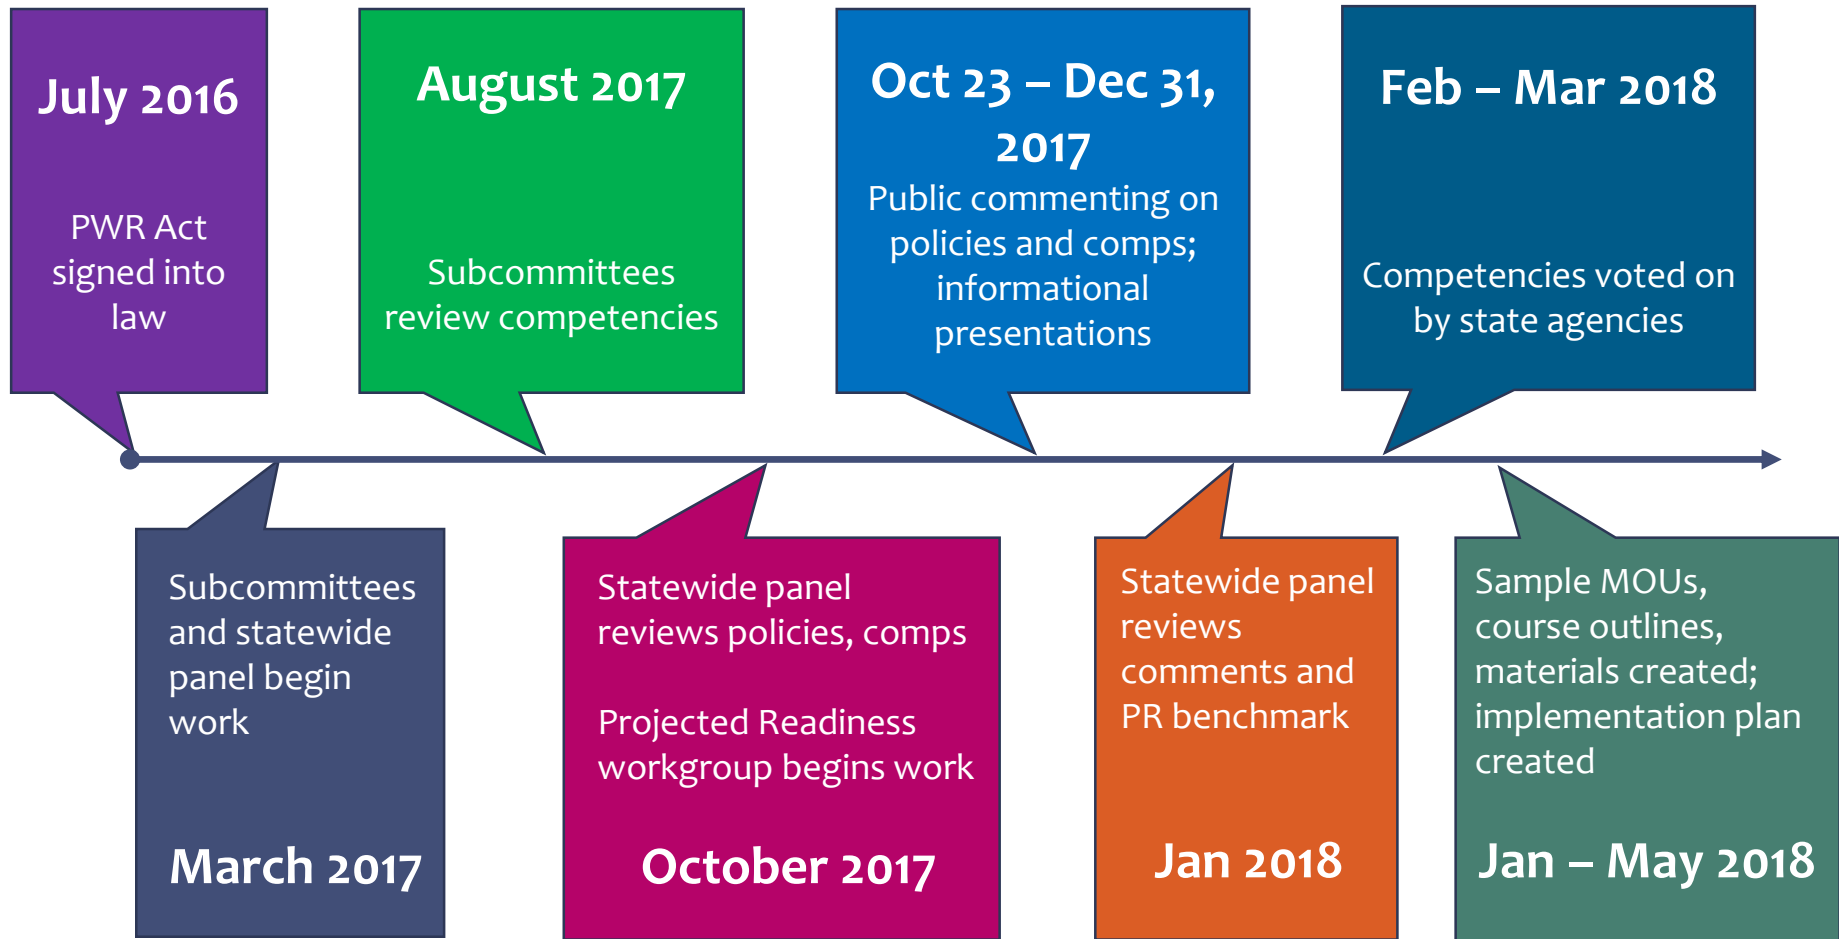 July 2016
PWR Act
signed into
law
August 2017
Subcommittees
review competencies
Oct 23 – Dec 31,
2017
Public commenting on
policies and comps;
informational
presentations
Feb – Mar 2018
Competencies voted on
by state agencies
Subcommittees
and statewide
panel begin
work
March 2017
Statewide panel
reviews policies, comps
Projected Readiness
workgroup begins work
October 2017
Statewide panel
reviews
comments and
PR benchmark
Jan 2018
Sample MOUs,
course outlines,
materials created;
implementation plan
created
Jan – May 2018